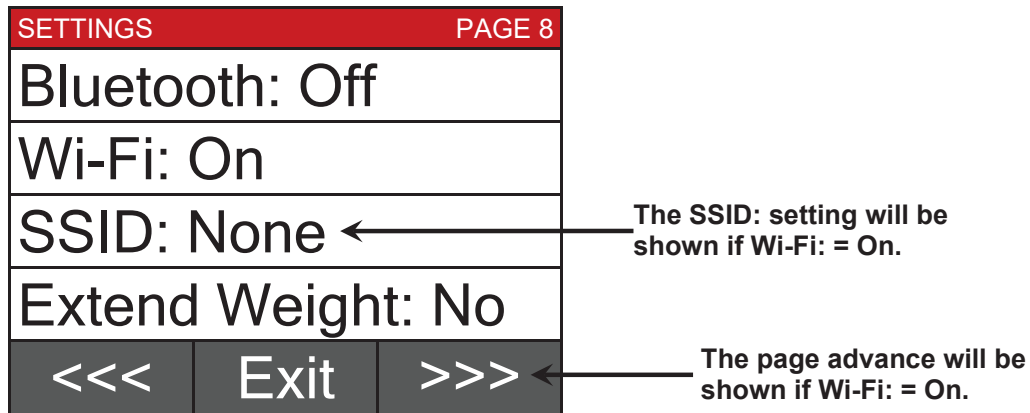 SETTINGS PAGE 8
Bluetooth: Off
Wi-Fi: On
SSID: None
The SSID: setting will be
shown if Wi-Fi: = On.
Extend Weight: No
<<< Exit >>>
The page advance will be
shown if Wi-Fi: = On.